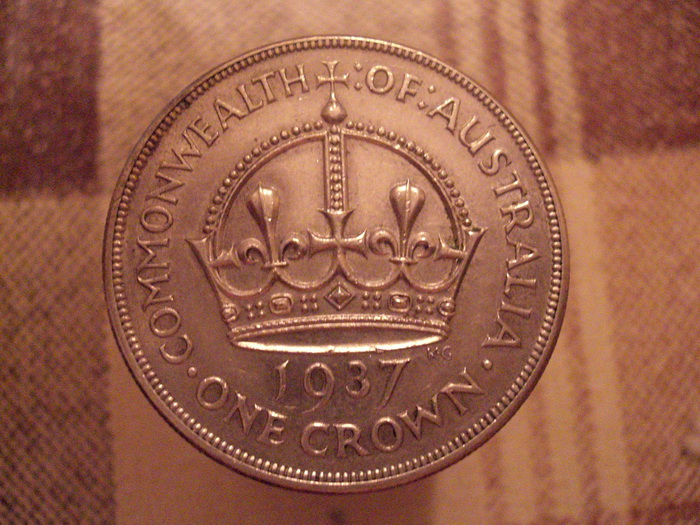 COMMONWEALTH :OF: AUSTRALIA
1937
KG
·ONE CROWN·